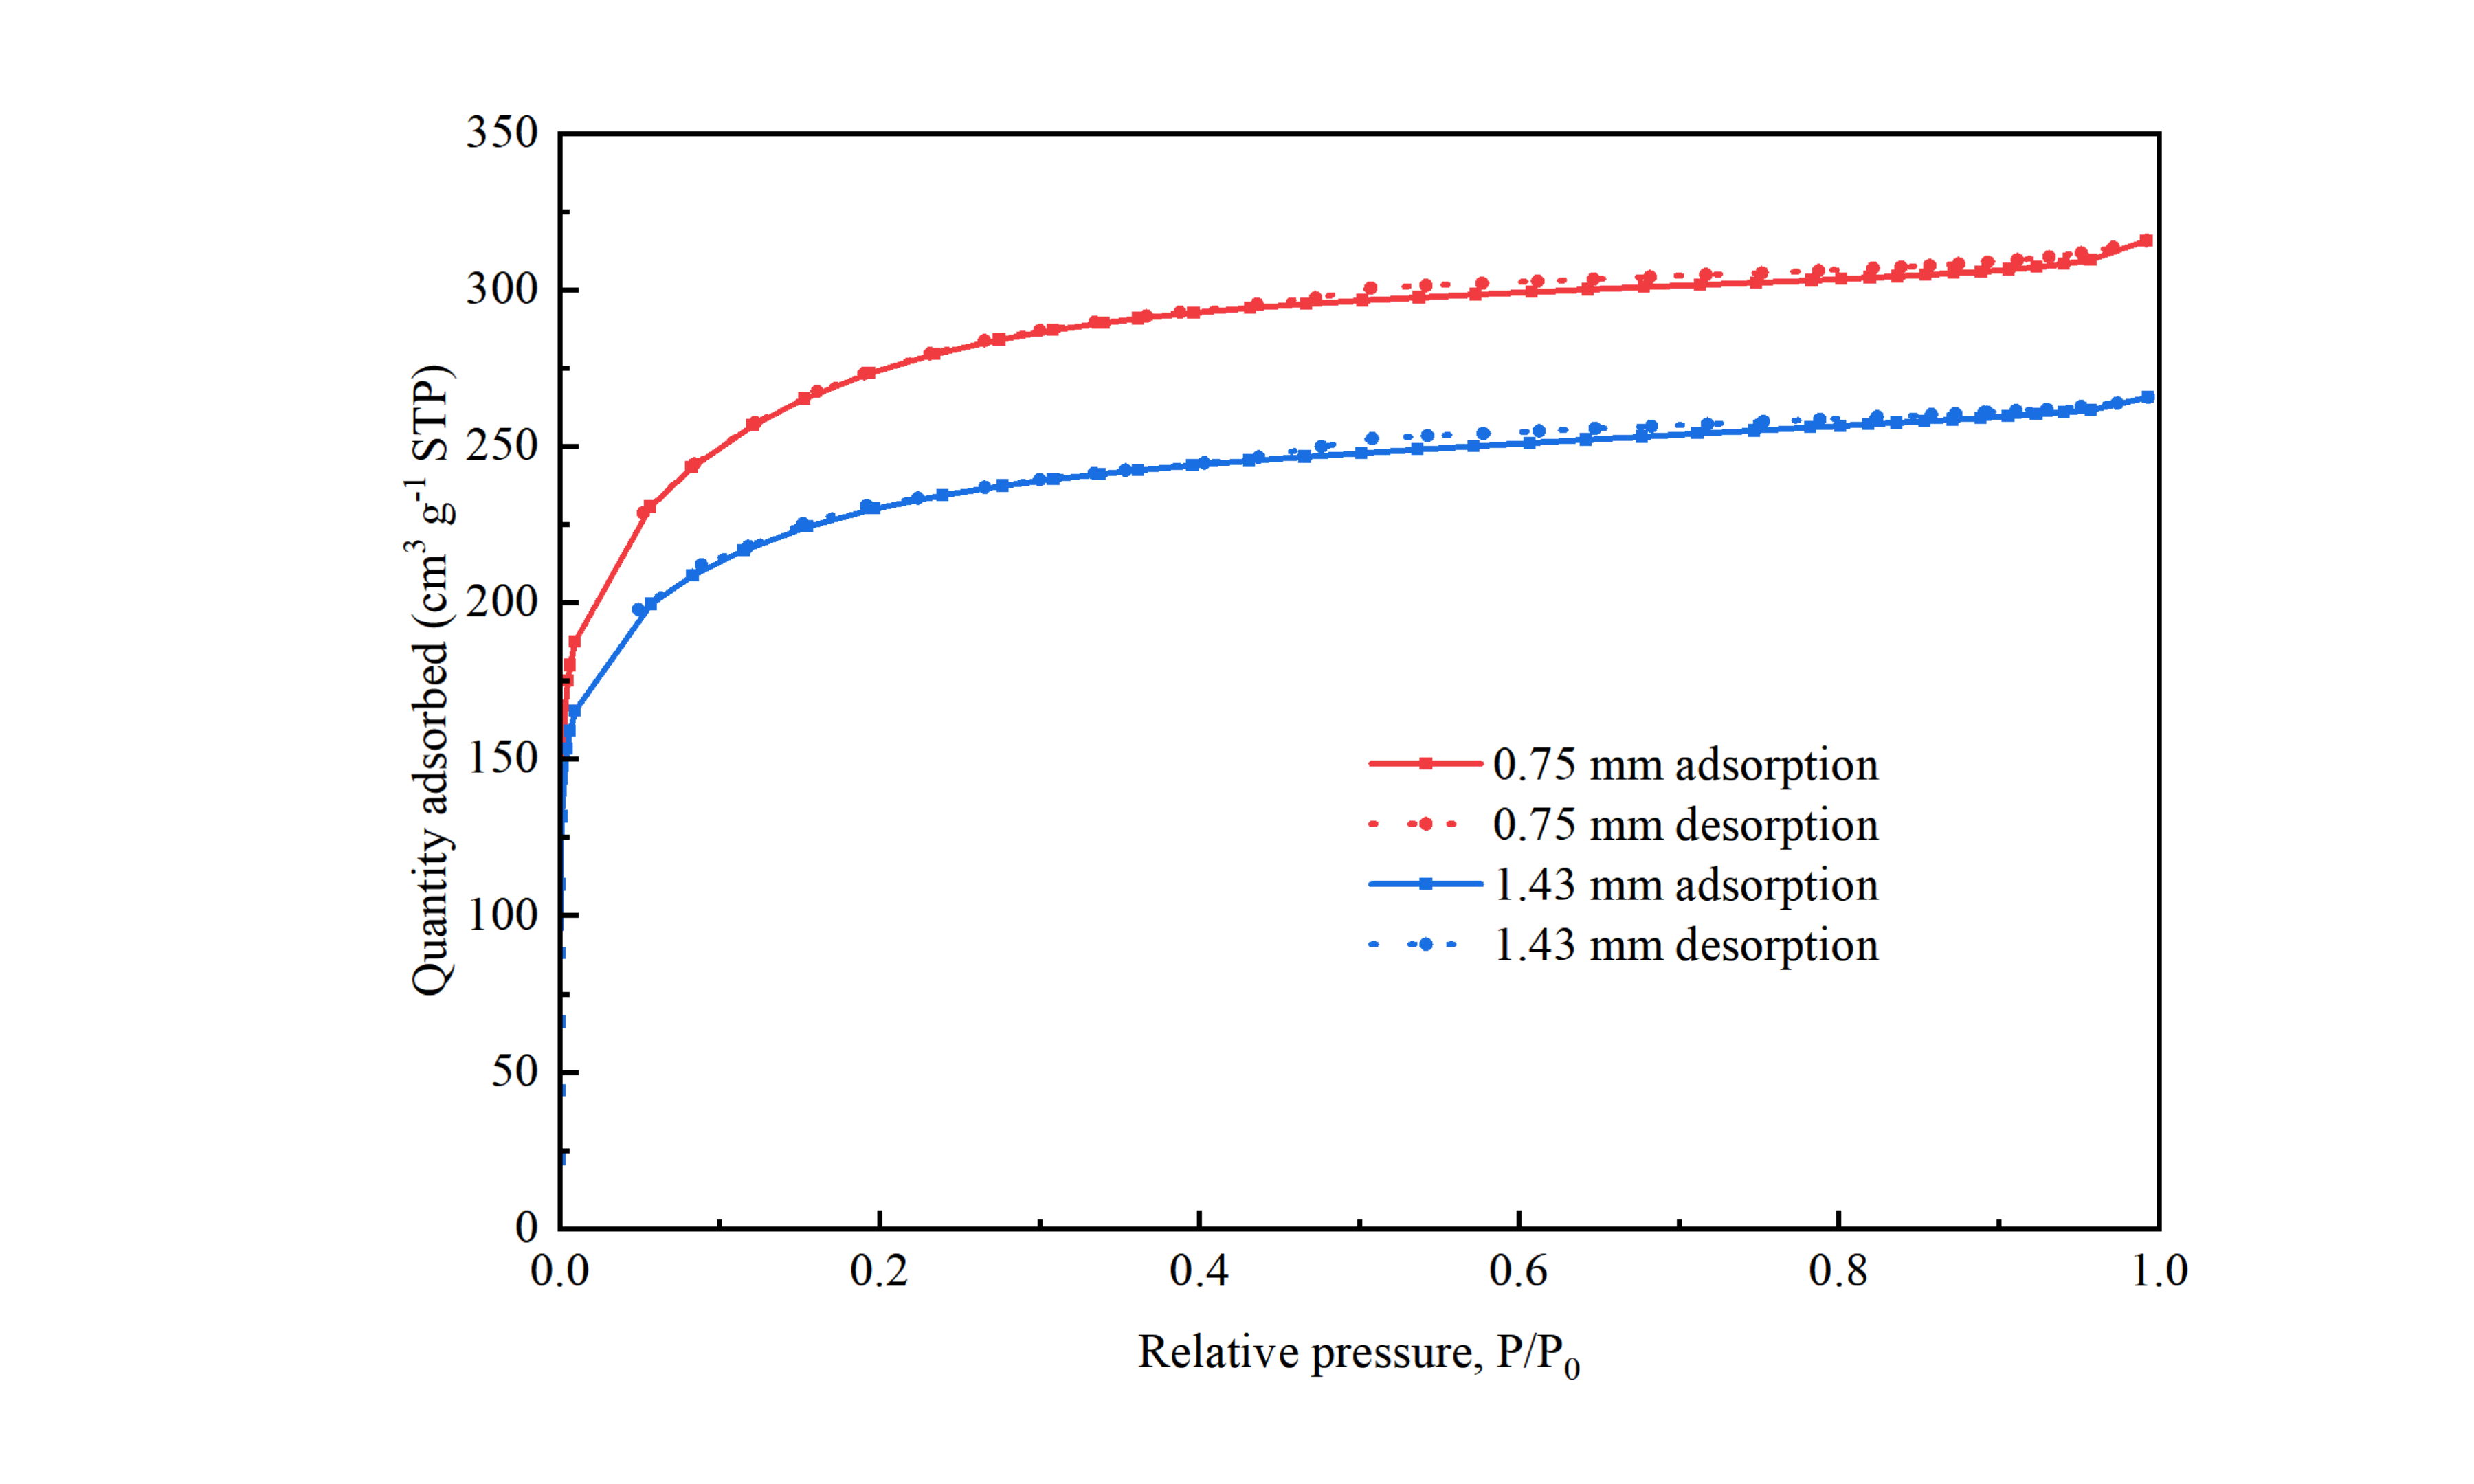 350
300
250
200
150
100
50
0
0.0 0.2 0.4 0.6 0.8 1.0
Quantity adsorbed (cm³ g⁻¹ STP)
Relative pressure, P/P₀
0.75 mm adsorption
0.75 mm desorption
1.43 mm adsorption
1.43 mm desorption